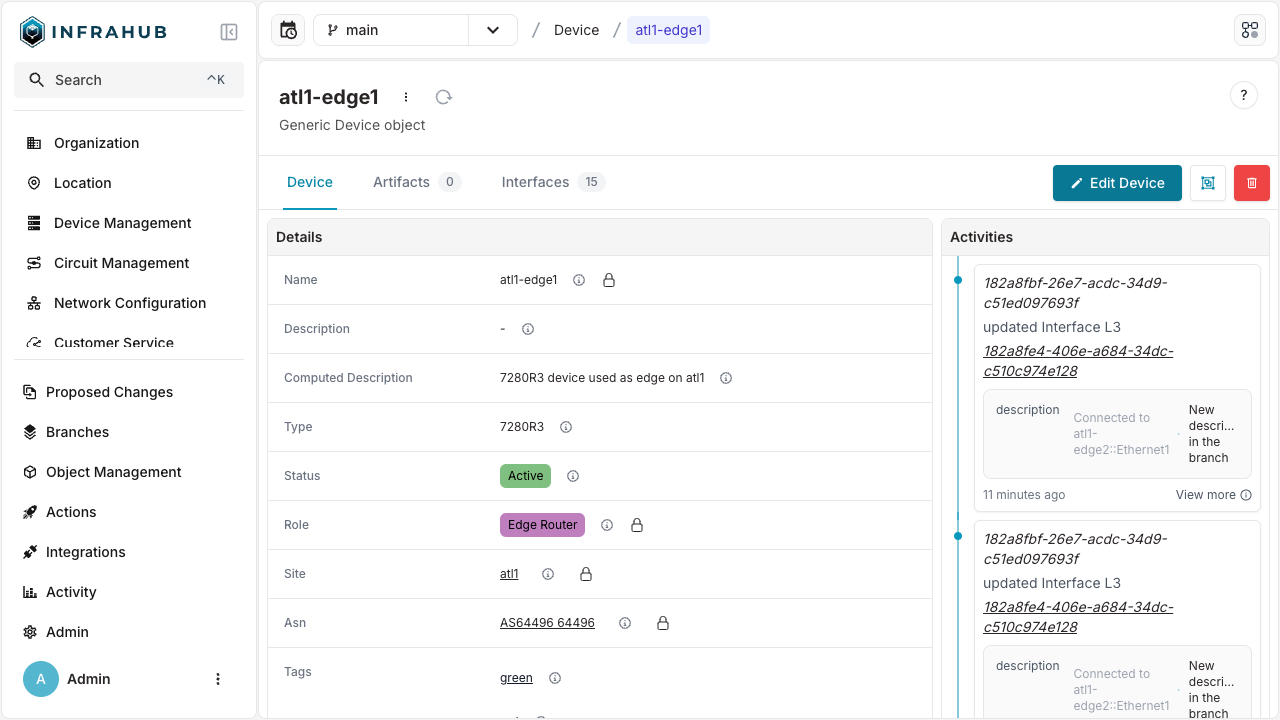 INFRAHUB
Search
^K
Organization
Location
Device Management
Circuit Management
Network Configuration
Customer Service
Proposed Changes
Branches
Object Management
Actions
Integrations
Activity
Admin
A
Admin
main
/
Device
/
atl1-edge1
atl1-edge1
Generic Device object
?
Device
Artifacts 0
Interfaces 15
Edit Device
Details
Name
atl1-edge1
Description
-
Computed Description
7280R3 device used as edge on atl1
Type
7280R3
Status
Active
Role
Edge Router
Site
atl1
Asn
AS64496 64496
Tags
green
Activities
182a8fbf-26e7-acdc-34d9-
c51ed097693f
updated Interface L3
182a8fe4-406e-a684-34dc-
c510c974e128
description
Connected to
atl1-
edge2::Ethernet1
New
descri...
in the
branch
11 minutes ago
View more
182a8fbf-26e7-acdc-34d9-
c51ed097693f
updated Interface L3
182a8fe4-406e-a684-34dc-
c510c974e128
description
Connected to
atl1-
edge2::Ethernet1
New
descri...
in the
branch